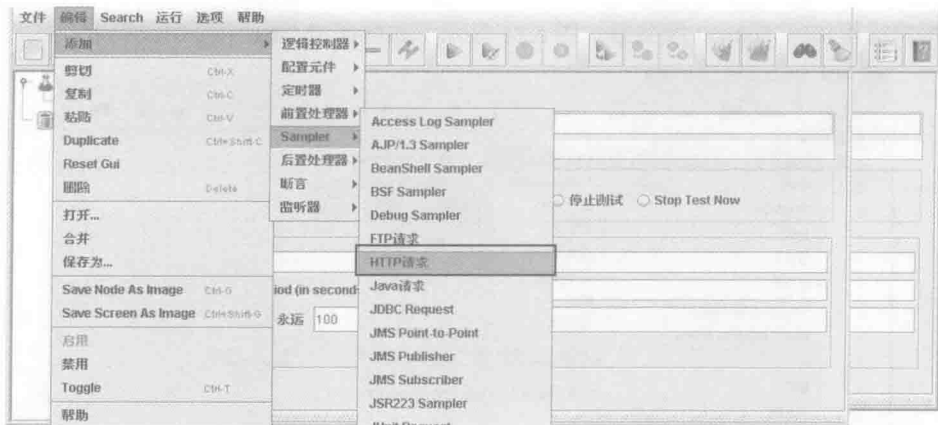 文件 编辑 Search 运行 选项 帮助
添加
剪切 Ctrl-X
复制 Ctrl-C
粘贴 Ctrl-V
Duplicate Ctrl+Shift-C
Reset Gui
删除 Delete
打开...
合并
保存为...
Save Node As Image Ctrl-G
Save Screen As Image Ctrl+Shift-G
启用
禁用
Toggle Ctrl-T
帮助
逻辑控制器
配置元件
定时器
前置处理器
Sampler
后置处理器
断言
监听器
Access Log Sampler
AJP/1.3 Sampler
BeanShell Sampler
BSF Sampler
Debug Sampler
FTP请求
HTTP请求
Java请求
JDBC Request
JMS Point-to-Point
JMS Publisher
JMS Subscriber
JSR223 Sampler
停止测试 Stop Test Now
iod (in second
永远 100